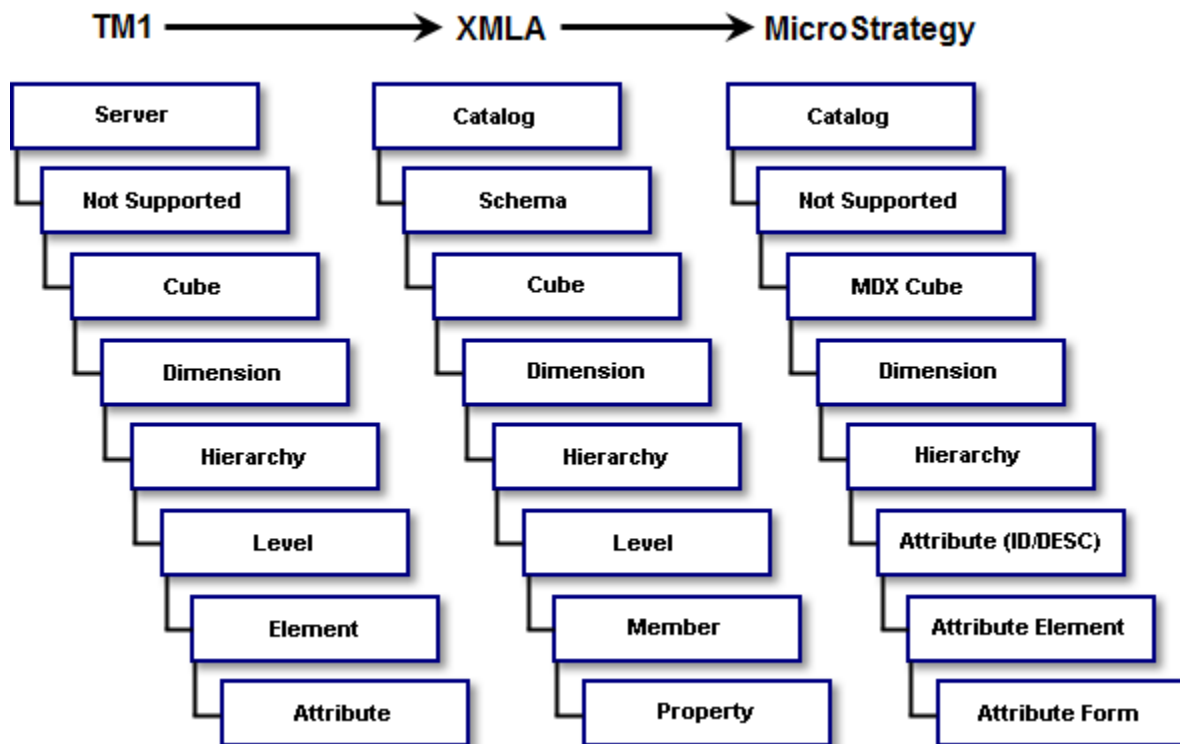 TM1 XMLA MicroStrategy
Server Catalog Catalog
Not Supported Schema Not Supported
Cube Cube MDX Cube
Dimension Dimension Dimension
Hierarchy Hierarchy Hierarchy
Level Level Attribute (ID/DESC)
Element Member Attribute Element
Attribute Property Attribute Form